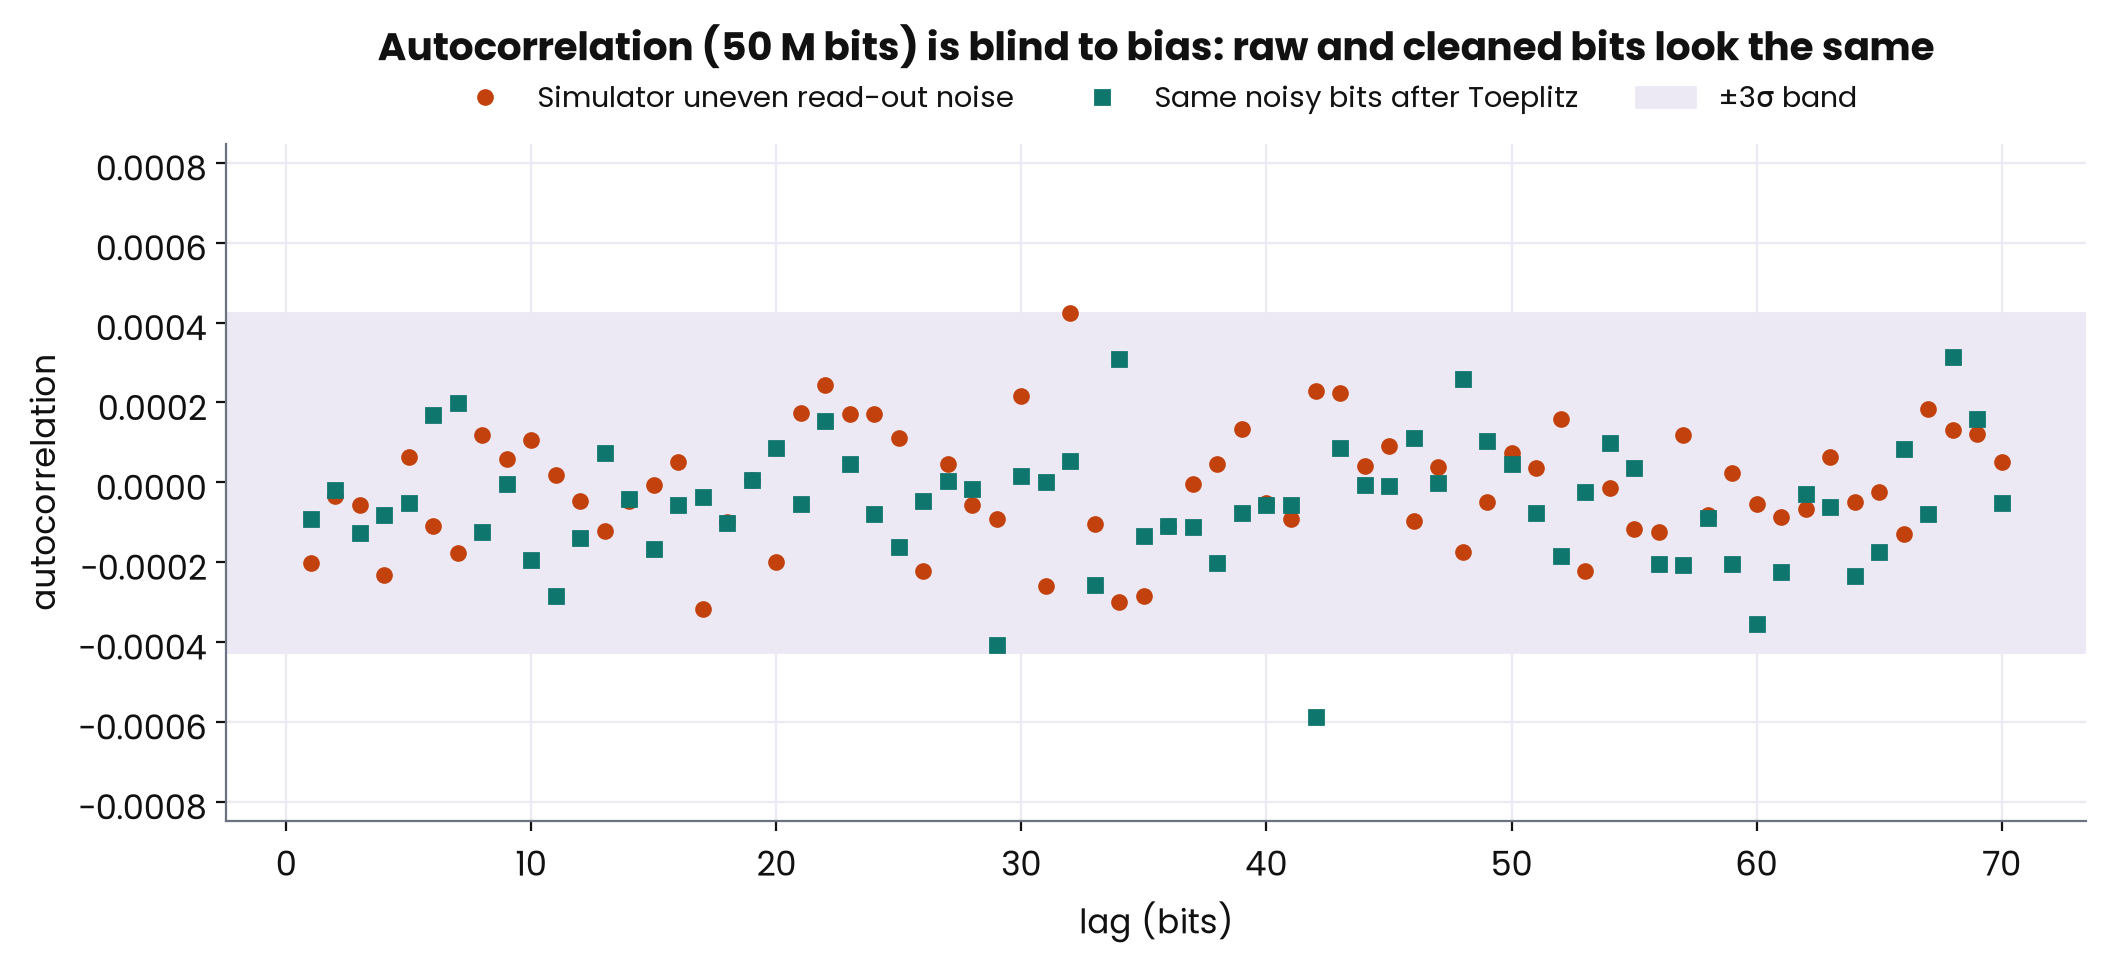 Autocorrelation (50 M bits) is blind to bias: raw and cleaned bits look the same
Simulator uneven read-out noise
Same noisy bits after Toeplitz
±3σ band
autocorrelation
0.0008
0.0006
0.0004
0.0002
0.0000
−0.0002
−0.0004
−0.0006
−0.0008
0 10 20 30 40 50 60 70
lag (bits)